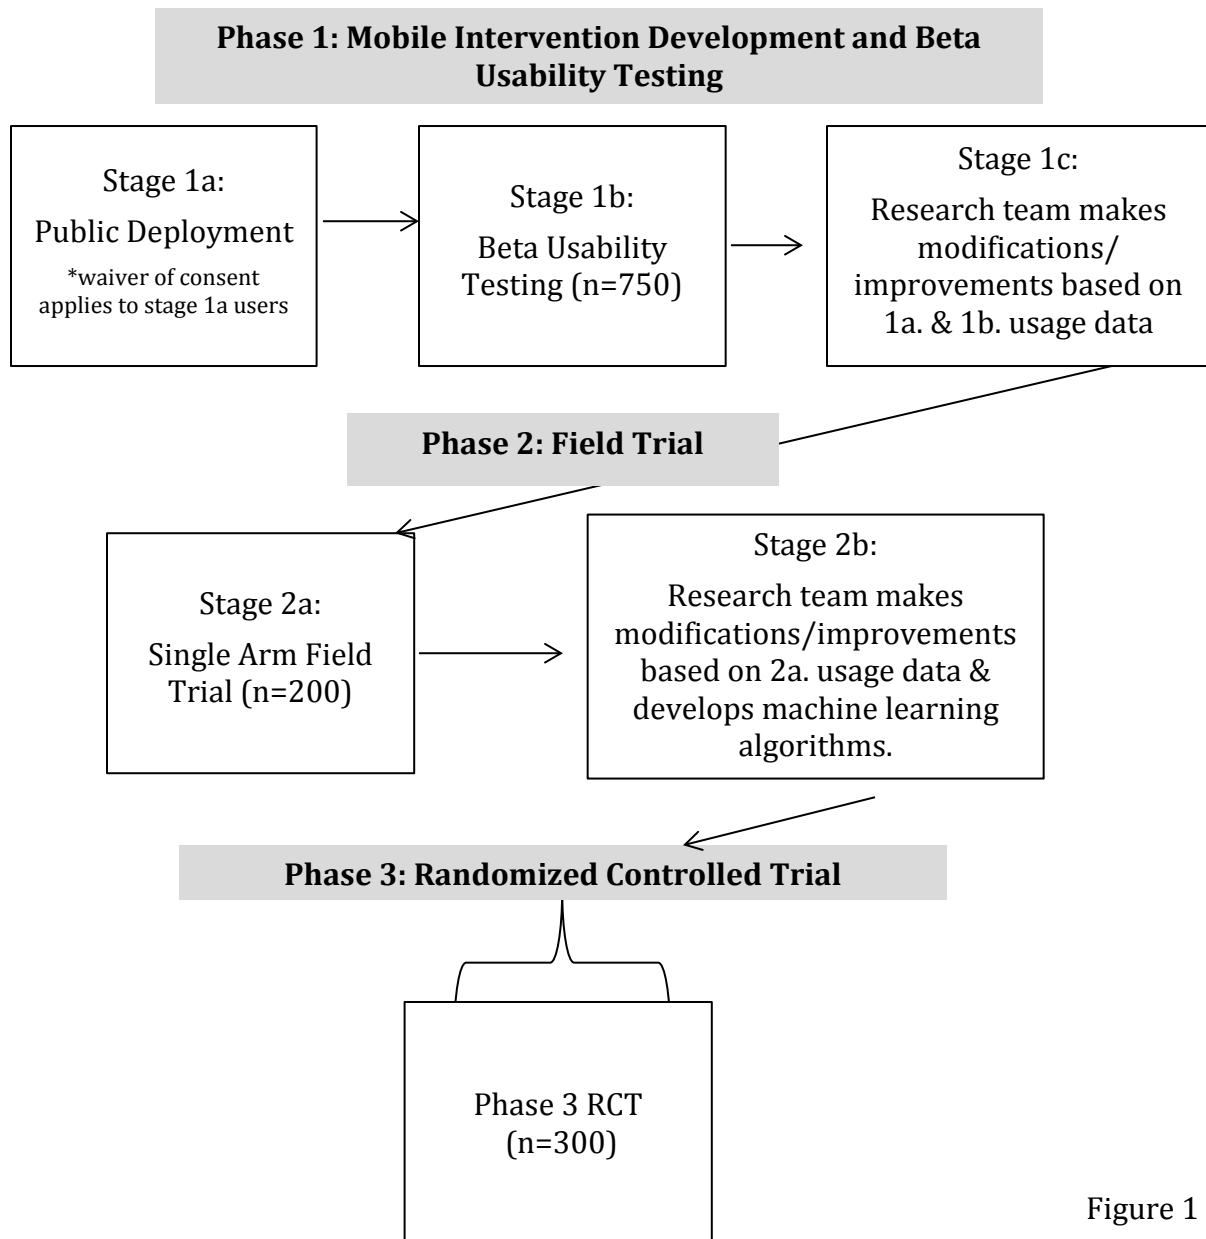 Phase 1: Mobile Intervention Development and Beta
Usability Testing
Stage 1a:
Public Deployment
*waiver of consent
applies to stage 1a users
Stage 1b:
Beta Usability
Testing (n=750)
Stage 1c:
Research team makes
modifications/
improvements based on
1a. & 1b. usage data
Phase 2: Field Trial
Stage 2a:
Single Arm Field
Trial (n=200)
Stage 2b:
Research team makes
modifications/improvements
based on 2a. usage data &
develops machine learning
algorithms.
Phase 3: Randomized Controlled Trial
Phase 3 RCT
(n=300)
Figure 1